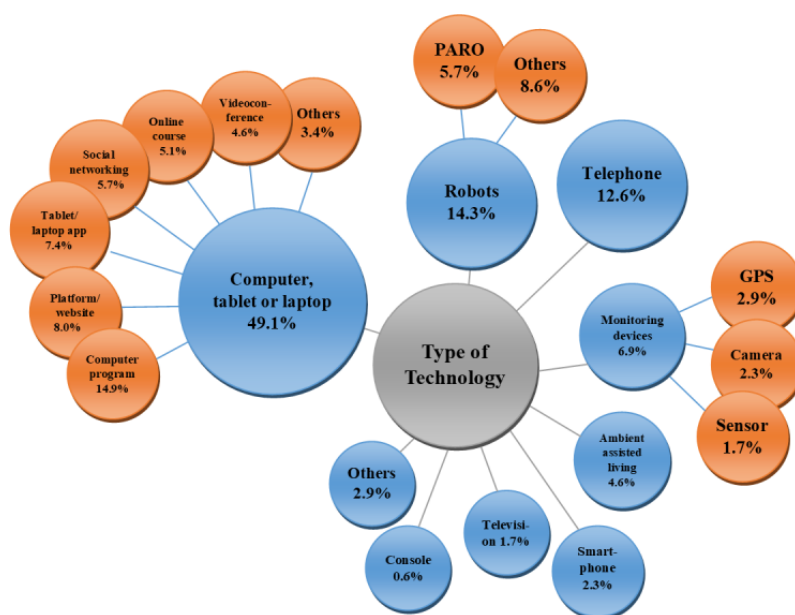 Type of
Technology
Computer,
tablet or laptop
49.1%
Computer
program
14.9%
Platform/
website
8.0%
Tablet/
laptop app
7.4%
Social
networking
5.7%
Online
course
5.1%
Videocon-
ference
4.6%
Others
3.4%
Robots
14.3%
PARO
5.7%
Others
8.6%
Telephone
12.6%
Monitoring
devices
6.9%
GPS
2.9%
Camera
2.3%
Sensor
1.7%
Ambient
assisted
living
4.6%
Smart-
phone
2.3%
Televisi-
on 1.7%
Console
0.6%
Others
2.9%